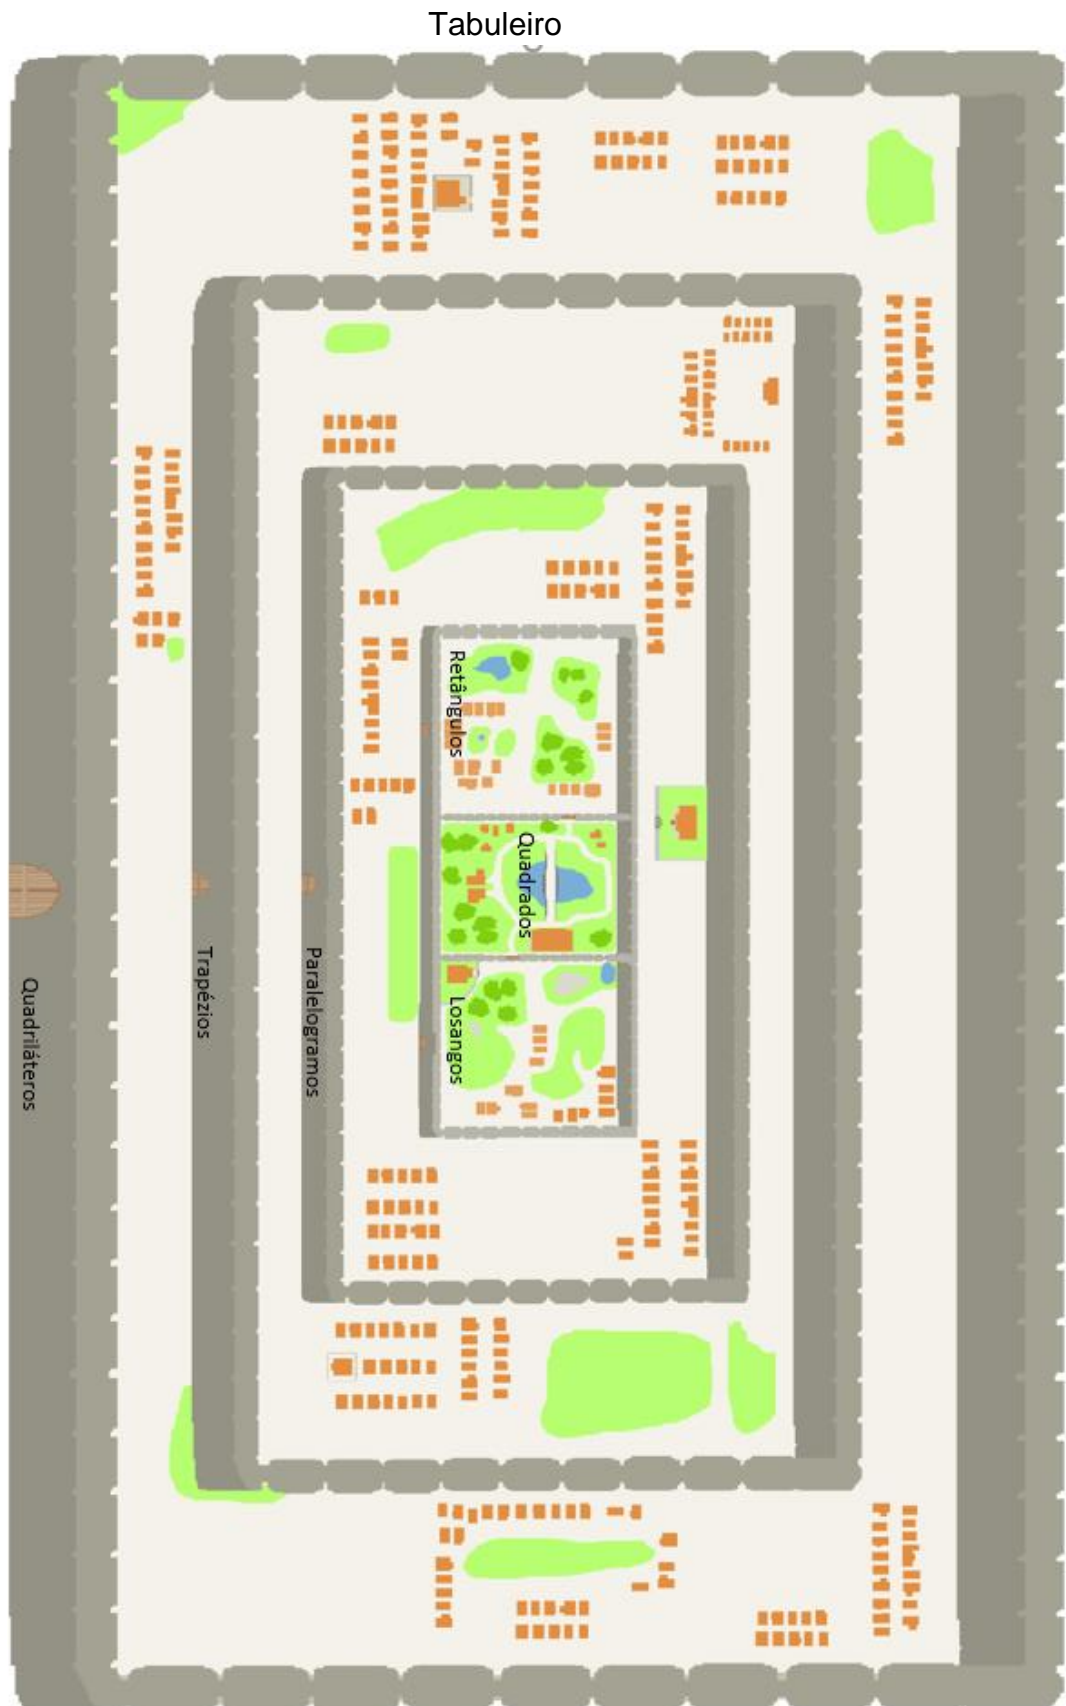 Tabuleiro
Quadriláteros
Trapézios
Paralelogramos
Retângulos
Quadrados
Losangos